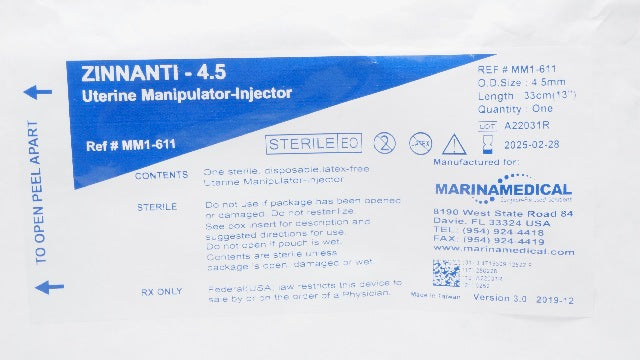 TO OPEN PEEL APART
ZINNANTI - 4.5
Uterine Manipulator-Injector
Ref # MM1-611
STERILE EO
2
LATEX
REF # MM1-611
O.D.Size : 4.5mm
Length : 33cm(13")
Quantity : One
LOT A22031R
2025-02-28
CONTENTS One sterile, disposable, latex-free
Uterine Manipulator-Injector
STERILE Do not use if package has been opened
or damaged. Do not resterilize.
See box insert for description and
suggested directions for use.
Do not open if pouch is wet.
Contents are sterile unless
package is open, damaged or wet.
RX ONLY Federal(USA) law restricts this device to
sale by or on the order of a Physician.
Manufactured for:
MARINAMEDICAL
Surgeon-Focused Solutions
8190 West State Road 84
Davie, FL 33324 USA
TEL: (954) 924-4418
FAX: (954) 924-4419
www.marinamedical.com
Made in Taiwan Version 3.0 2019-12